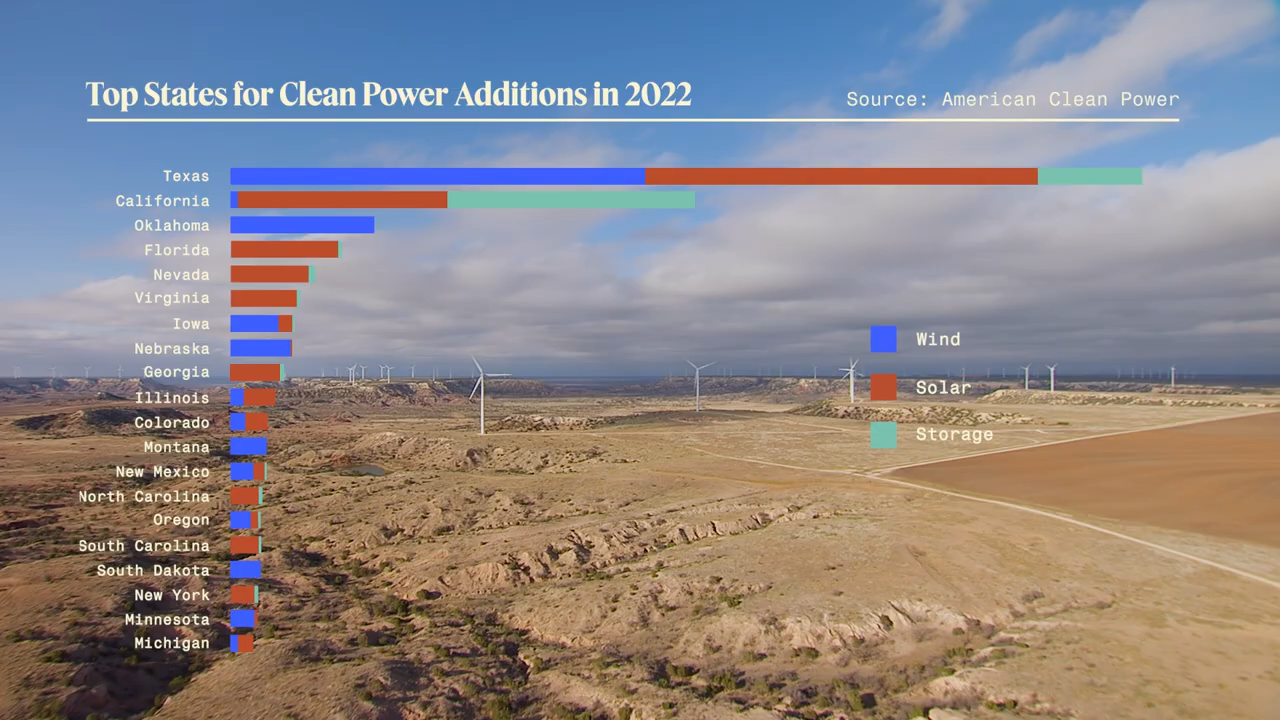 Top States for Clean Power Additions in 2022
Source: American Clean Power
Texas
California
Oklahoma
Florida
Nevada
Virginia
Iowa
Nebraska
Georgia
Illinois
Colorado
Montana
New Mexico
North Carolina
Oregon
South Carolina
South Dakota
New York
Minnesota
Michigan
Wind
Solar
Storage